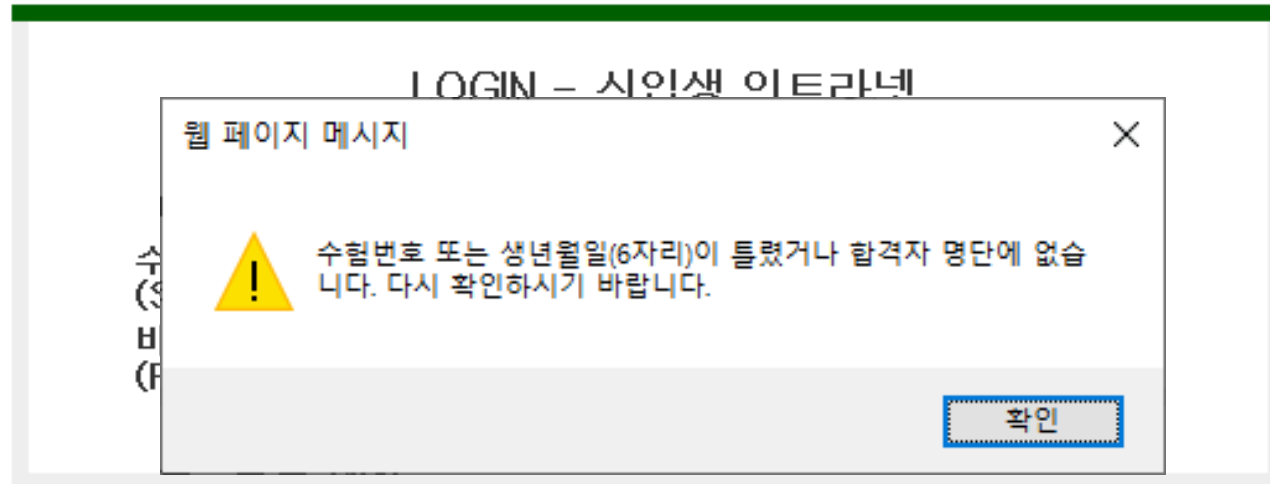 LOGIN – 신입생 인트라넷
웹 페이지 메시지
수험번호 또는 생년월일(6자리)이 틀렸거나 합격자 명단에 없습
니다. 다시 확인하시기 바랍니다.
수
(S
비
(P
확인